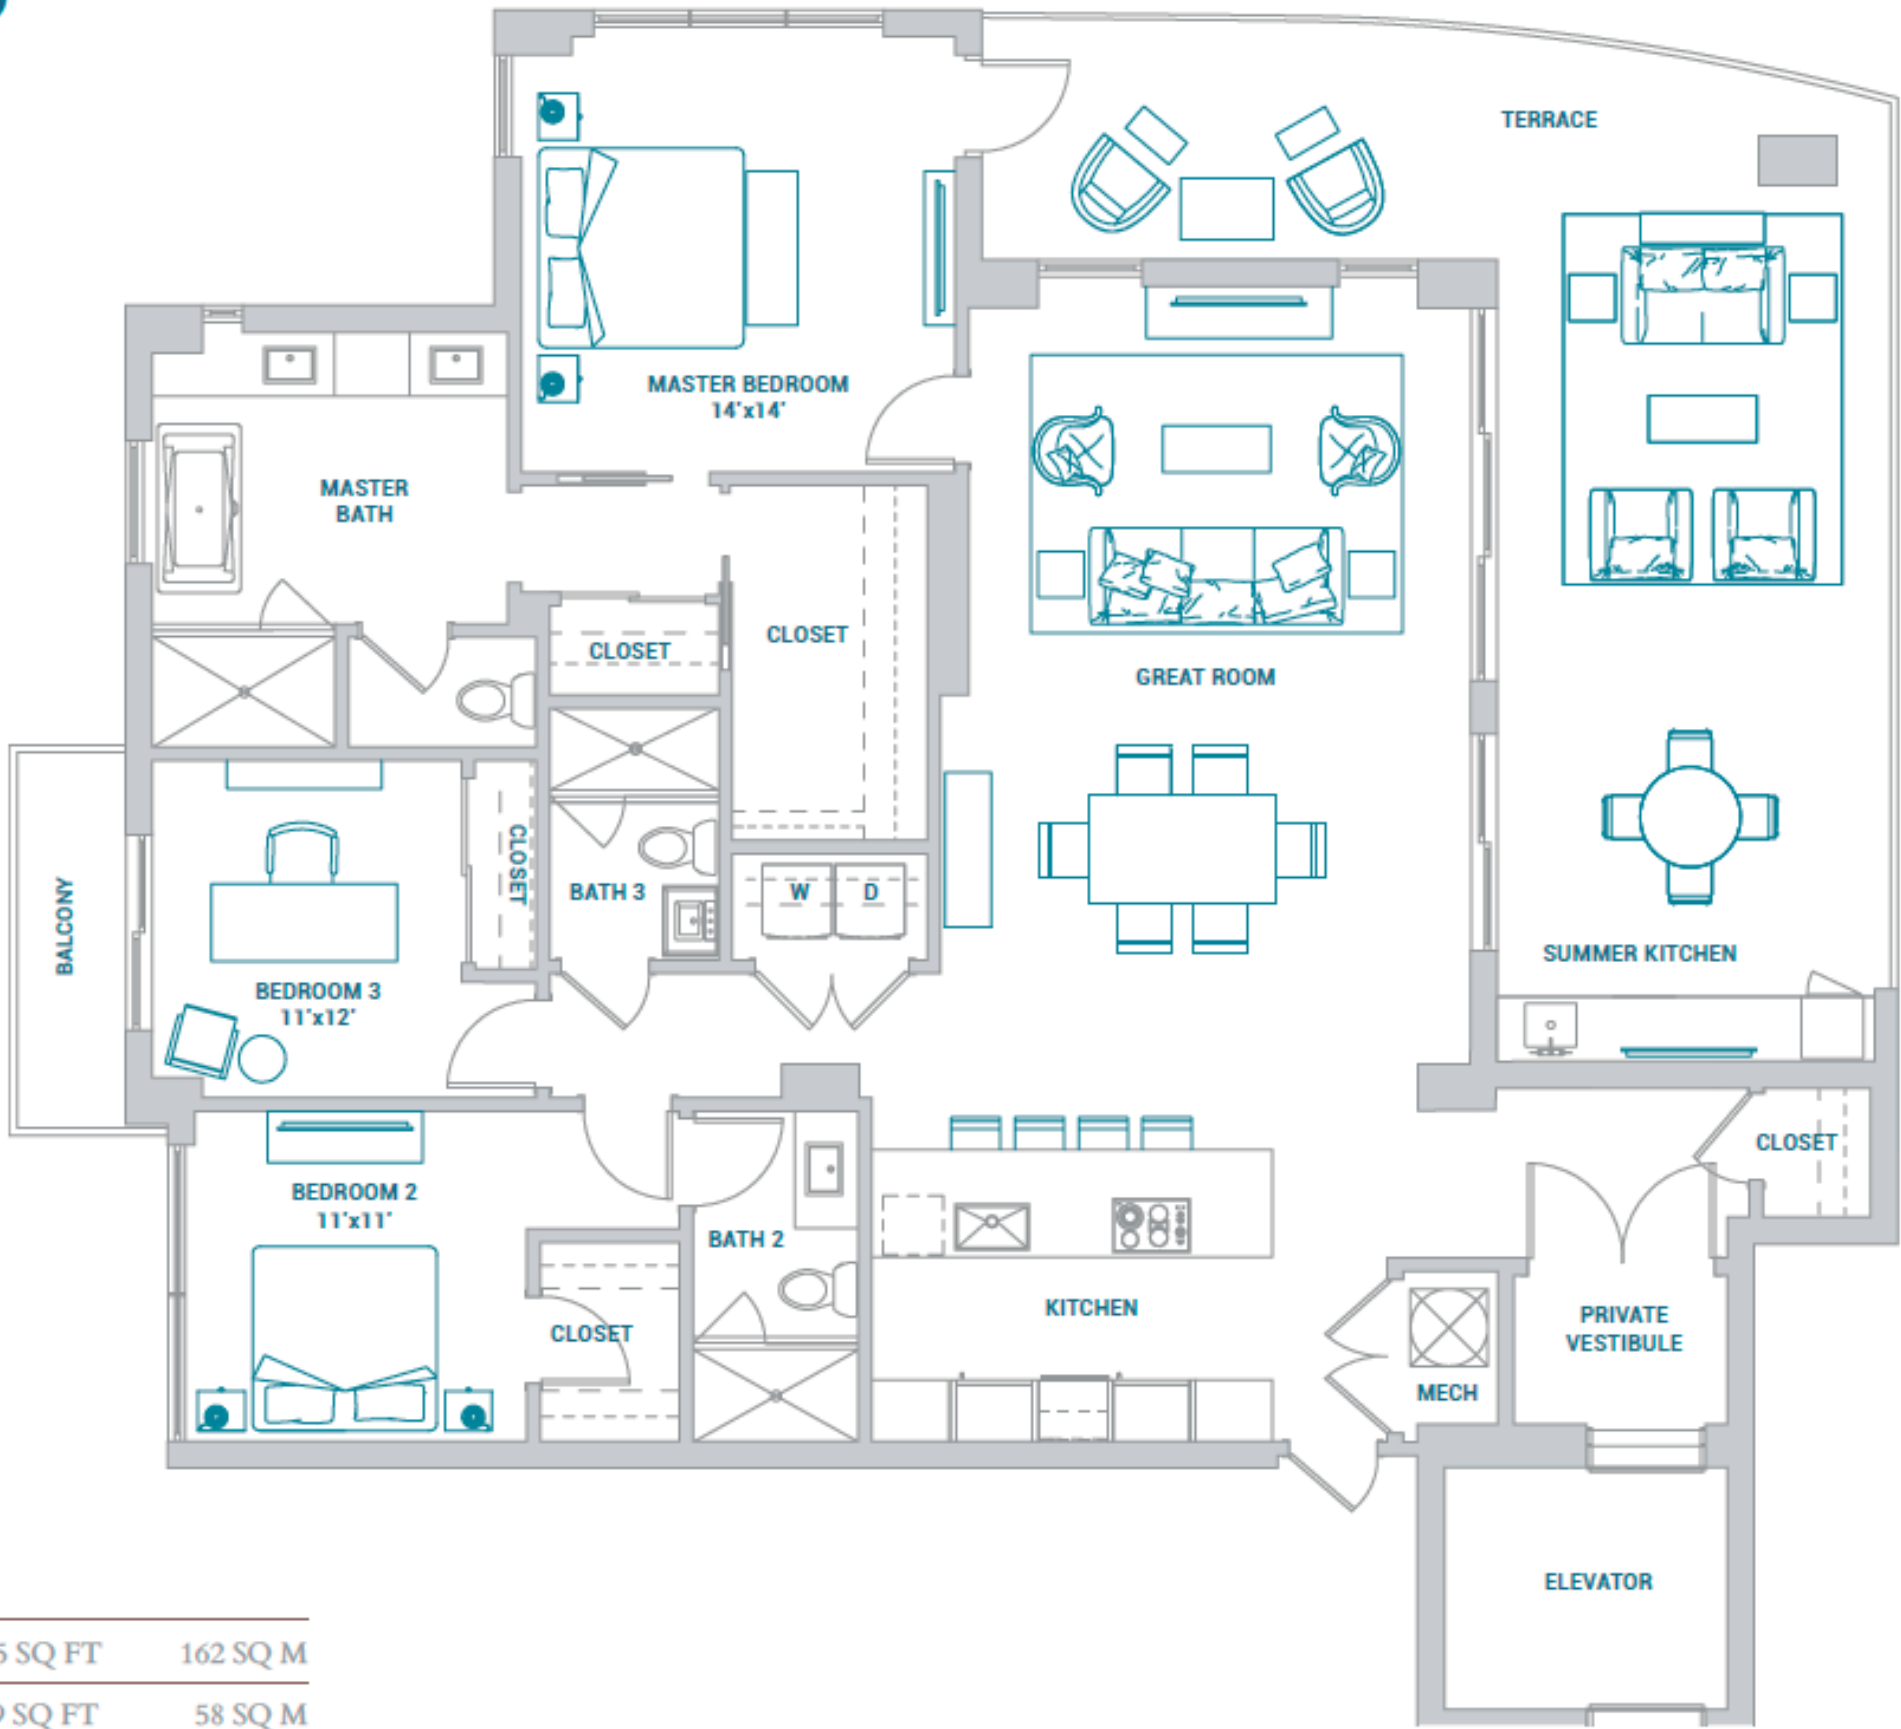 TERRACE
MASTER BEDROOM
14'x14'
MASTER
BATH
CLOSET
CLOSET
GREAT ROOM
CLOSET
BATH 3
W
D
BALCONY
SUMMER KITCHEN
BEDROOM 3
11'x12'
CLOSET
BEDROOM 2
11'x11'
BATH 2
CLOSET
KITCHEN
PRIVATE
VESTIBULE
MECH
ELEVATOR
SQ FT 162 SQ M
SQ FT 58 SQ M